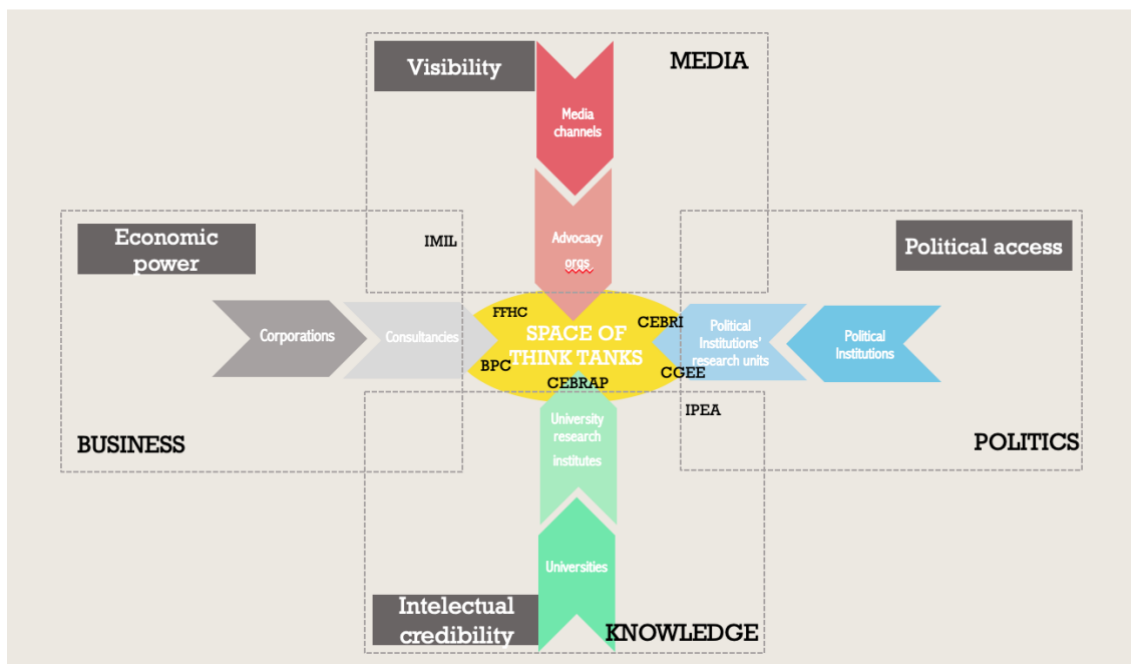 Visibility
MEDIA
Media
channels
Advocacy
orgs
Economic
power
IMIL
Political access
FFHC
CEBRI
SPACE OF
THINK TANKS
Corporations
Consultancies
Political
Institutions'
research units
Political
Institutions
BPC
CGEE
CEBRAP
IPEA
University
research
institutes
BUSINESS
POLITICS
Universities
Intelectual
credibility
KNOWLEDGE